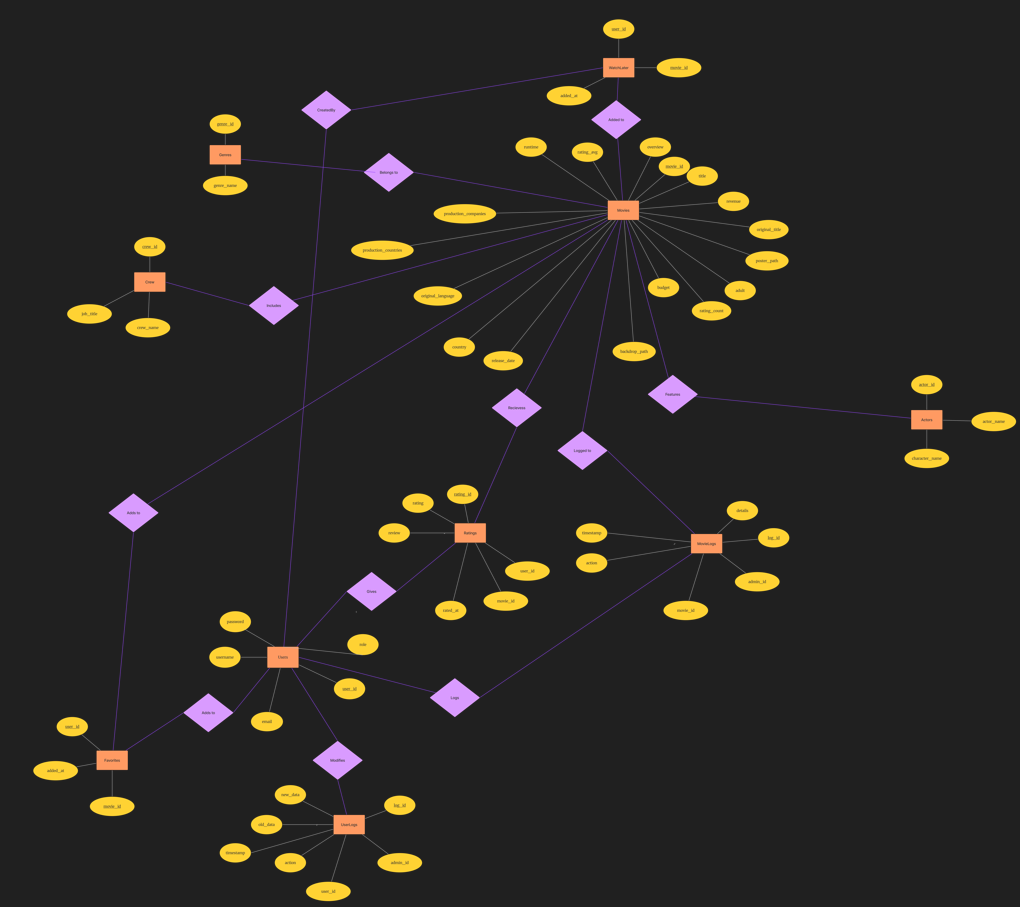 user_id
WatchLater
movie_id
added_at
CreatedBy
Added to
genre_id
Genres
genre_name
Belongs to
runtime
rating_avg
overview
movie_id
title
revenue
Movies
original_title
production_companies
production_countries
poster_path
adult
budget
rating_count
original_language
country
release_date
backdrop_path
crew_id
Crew
job_title
crew_name
Includes
Features
actor_id
Actors
actor_name
character_name
Logged in
Adds to
rating_id
rating
review
Ratings
user_id
movie_id
rated_at
Gives
details
timestamp
log_id
MovieLogs
action
admin_id
movie_id
password
username
Users
role
user_id
email
Logs
Adds to
user_id
Favorites
added_at
movie_id
Modifies
new_data
log_id
old_data
UserLogs
timestamp
action
admin_id
user_id